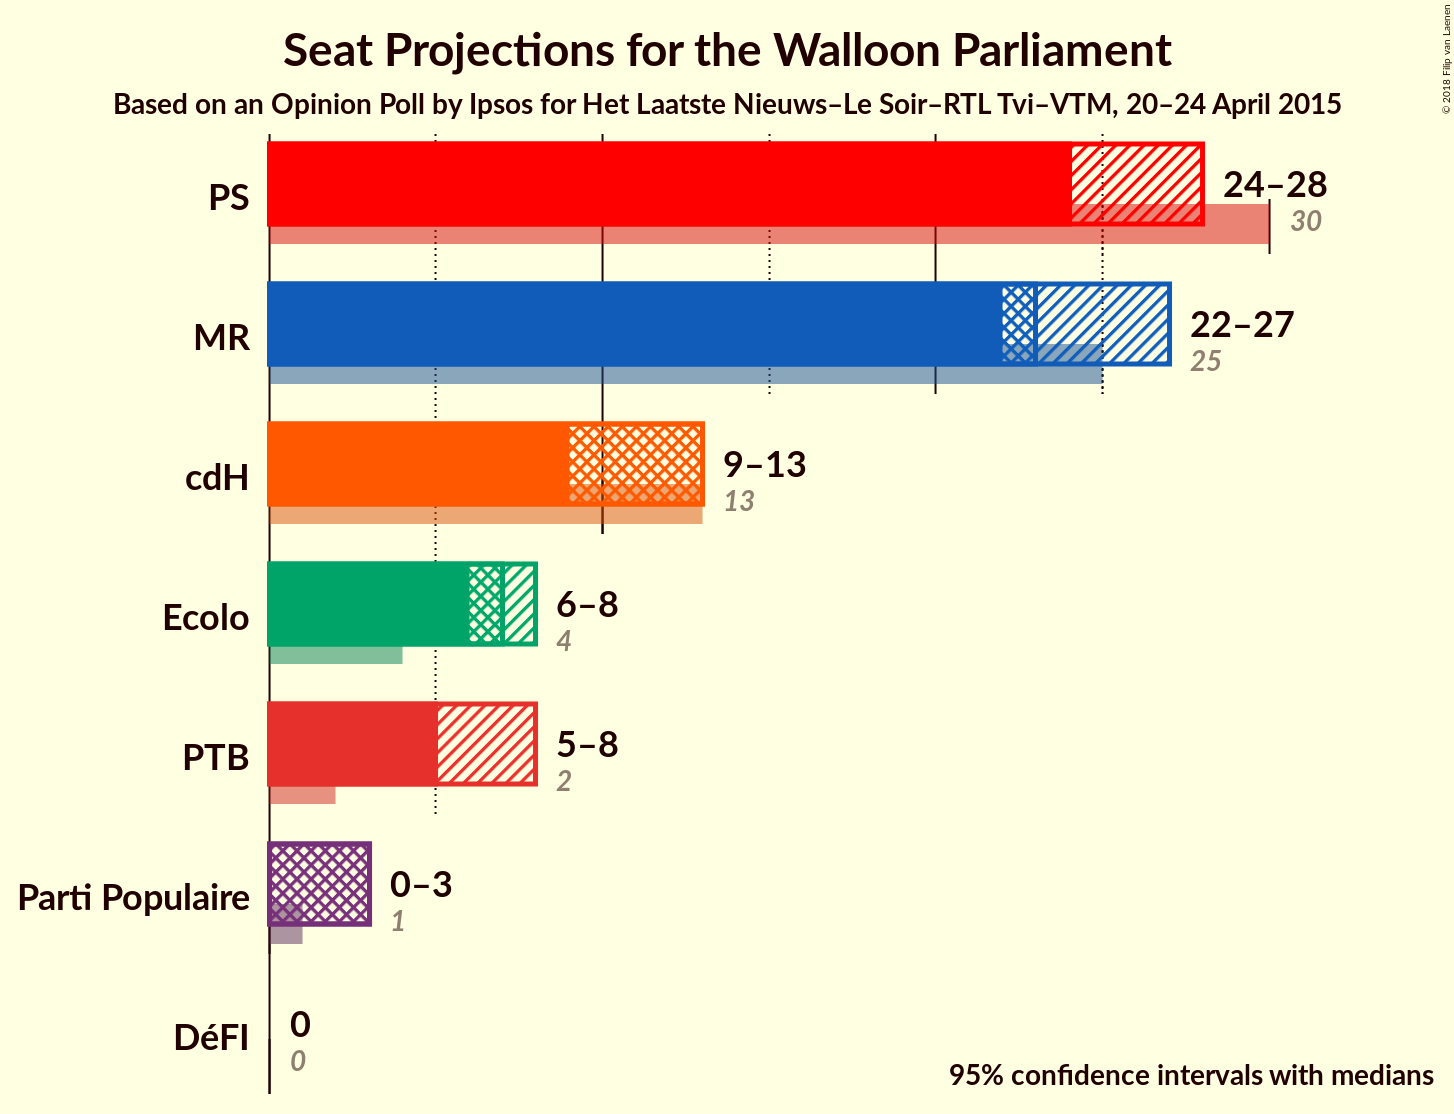 Seat Projections for the Walloon Parliament
Based on an Opinion Poll by Ipsos for Het Laatste Nieuws–Le Soir–RTL Tvi–VTM, 20–24 April 2015
© 2018 Filip van Laenen
PS
24–28
30
MR
22–27
25
cdH
9–13
13
Ecolo
6–8
4
PTB
5–8
2
Parti Populaire
0–3
1
DéFI
0
0
95% confidence intervals with medians